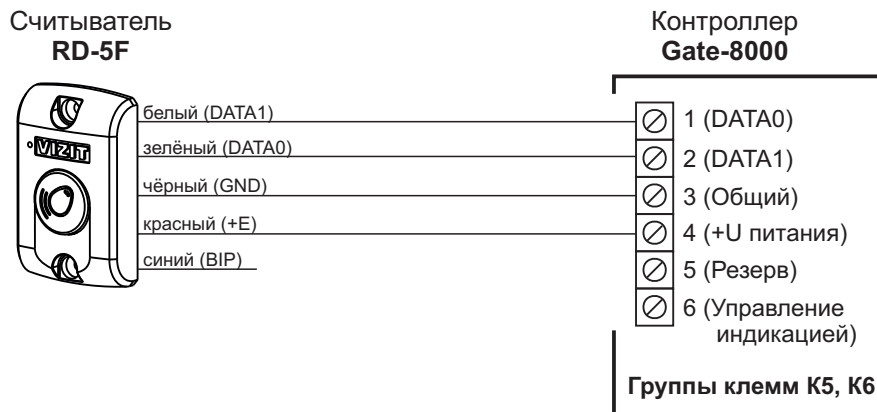 Считыватель
RD-5F
Контроллер
Gate-8000
VIZIT
белый (DATA1)
зелёный (DATA0)
чёрный (GND)
красный (+E)
синий (BIP)
1 (DATA0)
2 (DATA1)
3 (Общий)
4 (+U питания)
5 (Резерв)
6 (Управление
индикацией)
Группы клемм К5, К6